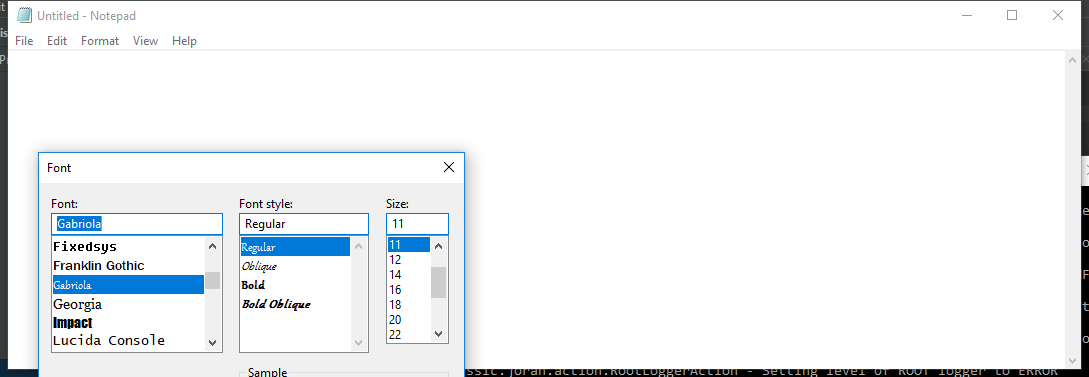 Untitled - Notepad
File Edit Format View Help
Font
Font: Font style: Size:
Gabriola Regular 11
Fixedsys Regular 11
Franklin Gothic Oblique 12
Gabriola Bold 14
Georgia Bold Oblique 16
Impact 18
Lucida Console 20
22
Sample
ssic.joran.action.RootLoggerAction - Setting level of ROOT logger to ERROR